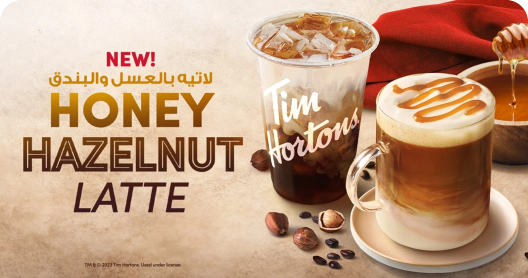 NEW!
لاتيه بالعسل والبندق
HONEY
HAZELNUT
LATTE
Tim
Hortons
TM & © 2023 Tim Hortons. Used under license.